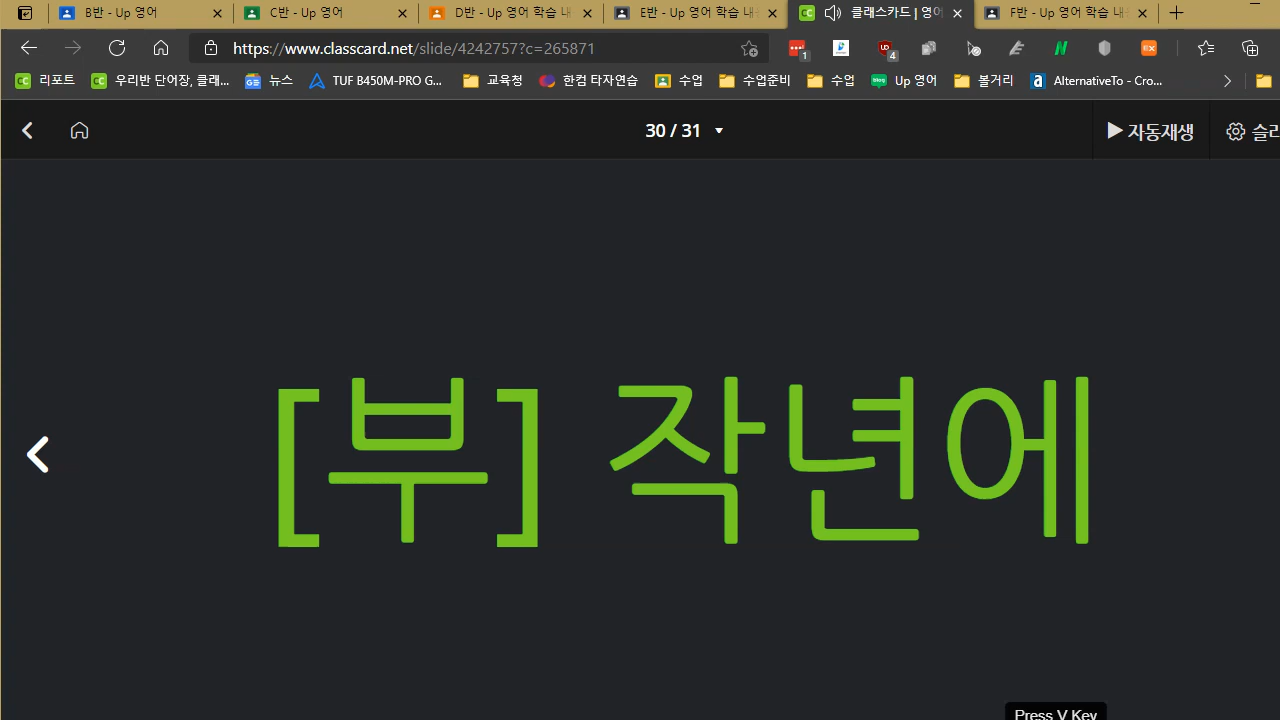 B반 - Up 영어
C반 - Up 영어
D반 - Up 영어 학습 내
E반 - Up 영어 학습 내
클래스카드 | 영어
F반 - Up 영어 학습 내
https://www.classcard.net/slide/4242757?c=265871
1
4
EX
리포트
우리반 단어장, 클래...
뉴스
TUF B450M-PRO G...
교육청
한컴 타자연습
수업
수업준비
수업
Up 영어
볼거리
AlternativeTo - Cro...
30 / 31
자동재생
슬라
[부] 작년에
Press V Key